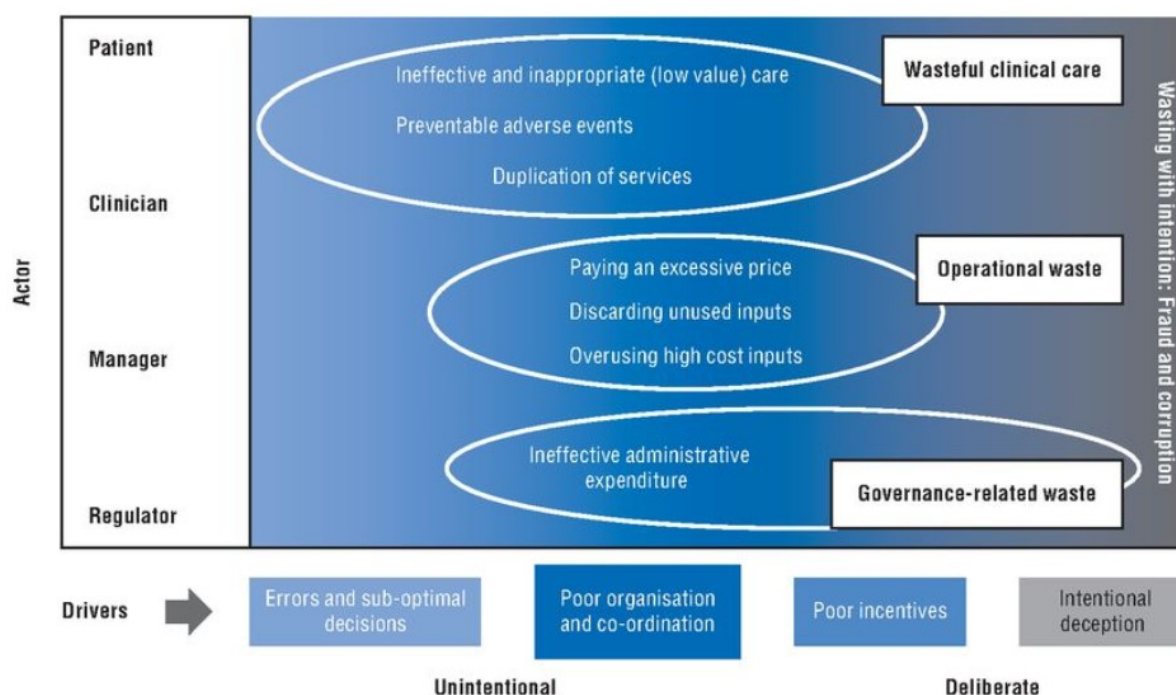 Patient
Ineffective and inappropriate (low value) care
Wasteful clinical care
Preventable adverse events
Duplication of services
Clinician
Actor
Paying an excessive price
Operational waste
Discarding unused inputs
Manager
Overusing high cost inputs
Ineffective administrative
expenditure
Governance-related waste
Regulator
Wasting with intention: Fraud and corruption
Drivers
Errors and sub-optimal
decisions
Poor organisation
and co-ordination
Poor incentives
Intentional
deception
Unintentional
Deliberate